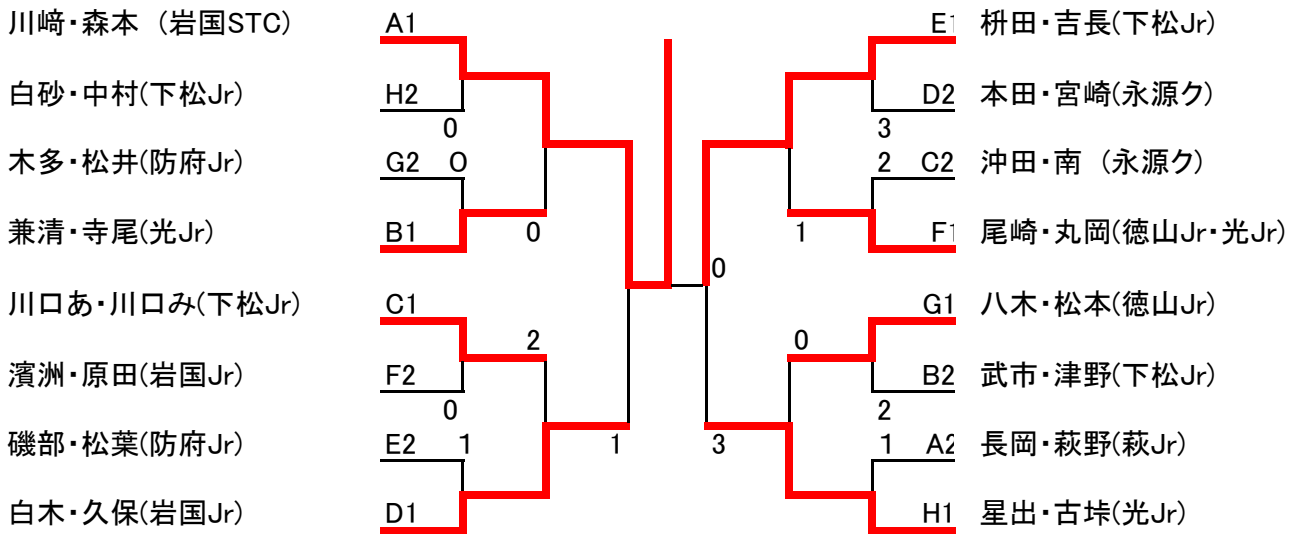 川﨑・森本 （岩国STC） A1 E1 枡田・吉長(下松Jr)
白砂・中村(下松Jr) H2 D2 本田・宮崎(永源ク)
0 3
木多・松井(防府Jr) G2 O 2 C2 沖田・南 （永源ク）
兼清・寺尾(光Jr) B1 0 1 F1 尾崎・丸岡(徳山Jr・光Jr)
0
川口あ・川口み(下松Jr) C1 G1 八木・松本(徳山Jr)
2 0
濱洲・原田(岩国Jr) F2 B2 武市・津野(下松Jr)
0 2
磯部・松葉(防府Jr) E2 1 1 3 1 A2 長岡・萩野(萩Jr)
白木・久保(岩国Jr) D1 H1 星出・古垰(光Jr)